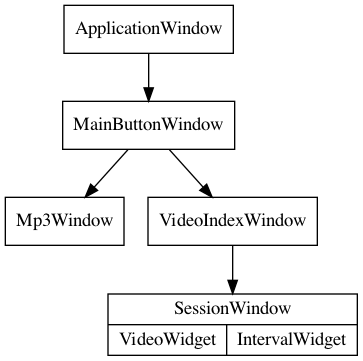 ApplicationWindow
MainButtonWindow
Mp3Window
VideoIndexWindow
SessionWindow
VideoWidget
IntervalWidget